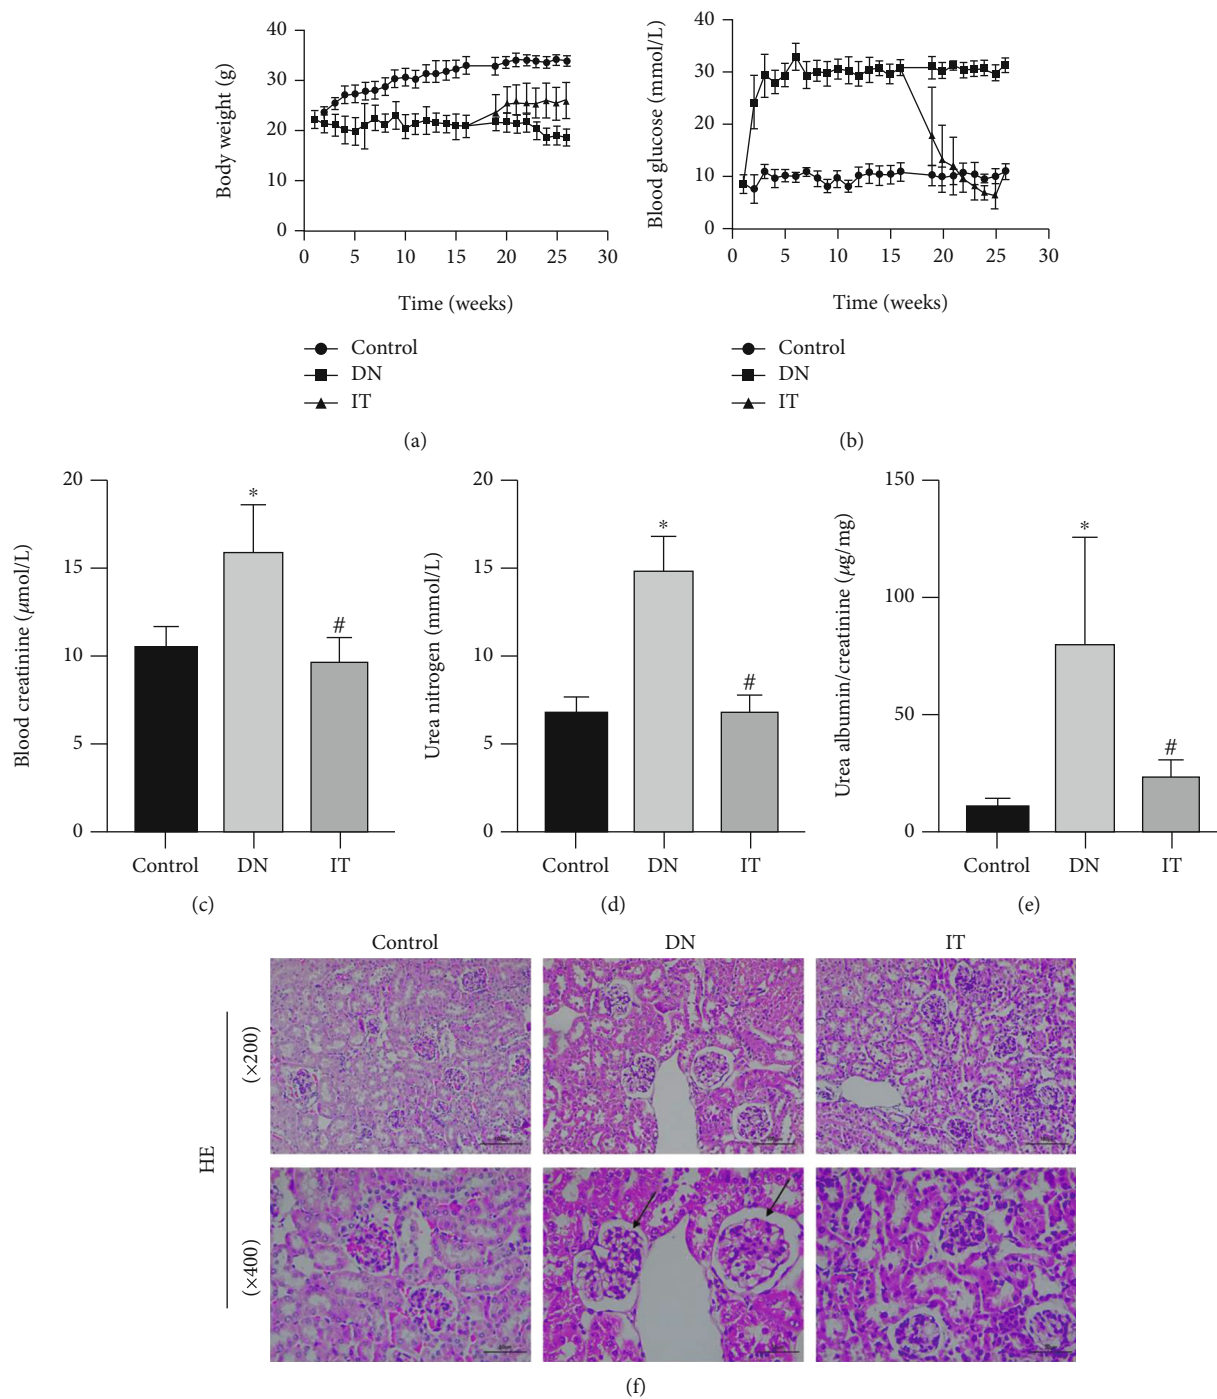 40
30
20
10
0
Body weight (g)
0 5 10 15 20 25 30
Time (weeks)
Control
DN
IT
(a)
40
30
20
10
0
Blood glucose (mmol/L)
0 5 10 15 20 25 30
Time (weeks)
Control
DN
IT
(b)
20
15
10
5
0
Blood creatinine (μmol/L)
*
#
Control DN IT
(c)
20
15
10
5
0
Urea nitrogen (mmol/L)
*
#
Control DN IT
(d)
150
100
50
0
Urea albumin/creatinine (μg/mg)
*
#
Control DN IT
(e)
Control DN IT
HE
(×200)
(×400)
(f)